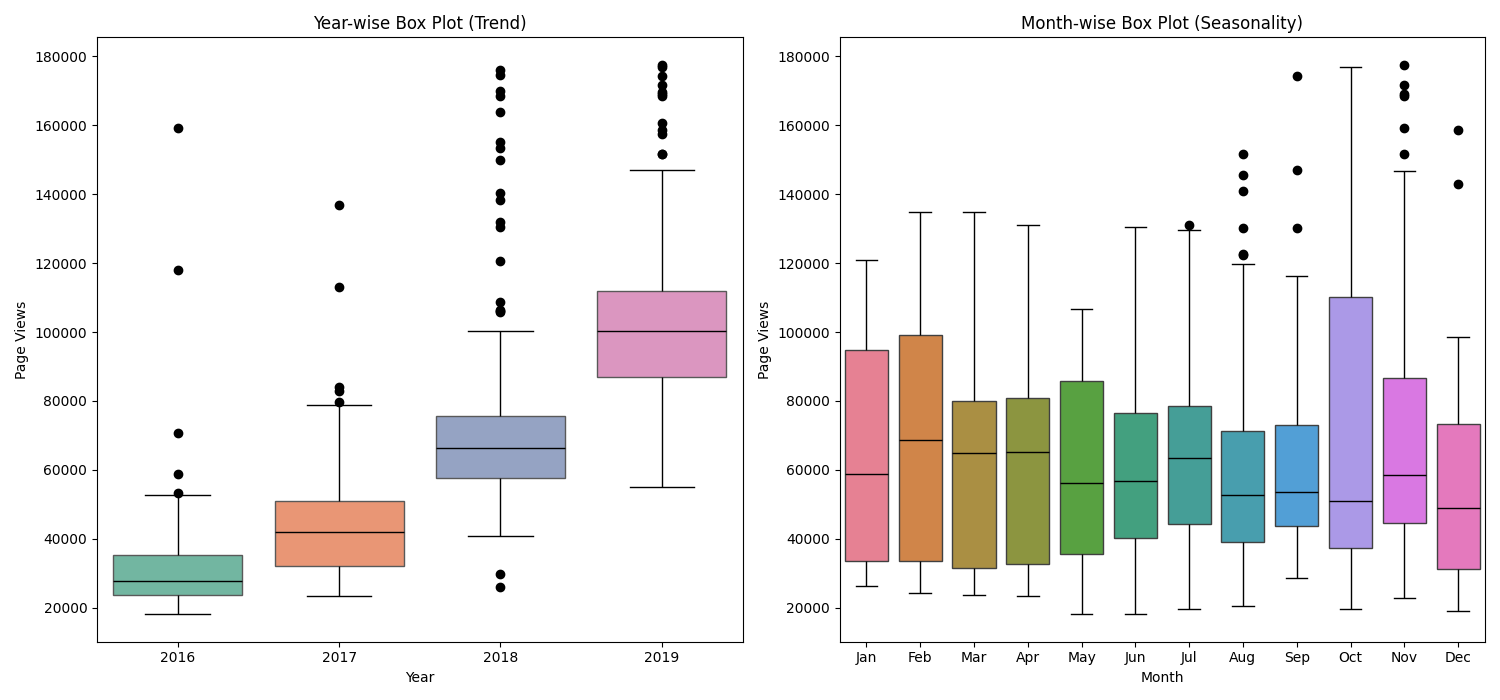 Year-wise Box Plot (Trend)
Page Views
180000
160000
140000
120000
100000
80000
60000
40000
20000
2016 2017 2018 2019
Year
Month-wise Box Plot (Seasonality)
Page Views
180000
160000
140000
120000
100000
80000
60000
40000
20000
Jan Feb Mar Apr May Jun Jul Aug Sep Oct Nov Dec
Month